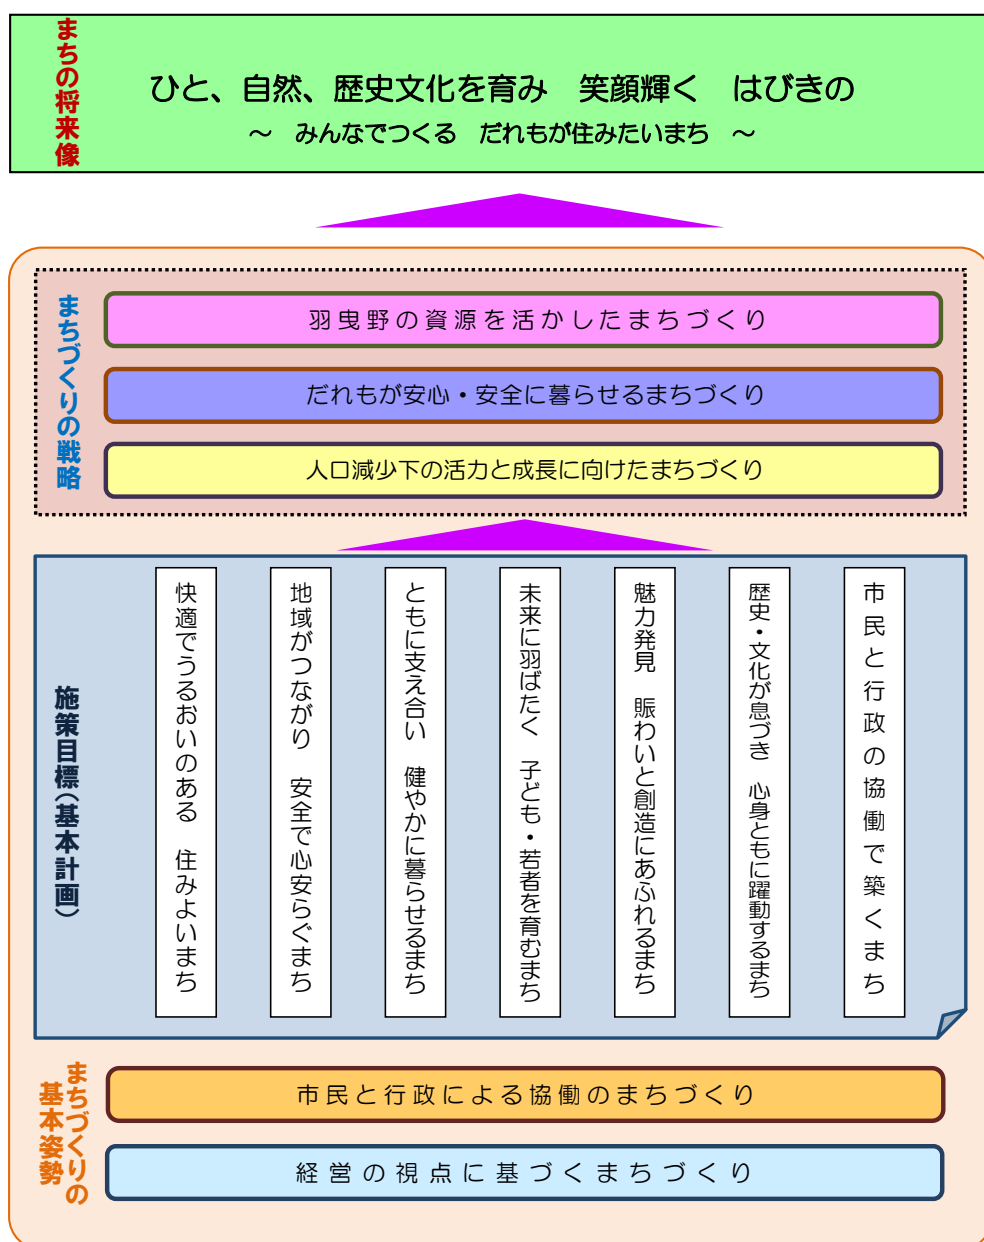 まちの将来像
ひと、自然、歴史文化を育み　笑顔輝く　はびきの
～　みんなでつくる　だれもが住みたいまち　～
まちづくりの戦略
羽曳野の資源を活かしたまちづくり
だれもが安心・安全に暮らせるまちづくり
人口減少下の活力と成長に向けたまちづくり
施策目標（基本計画）
快適でうるおいのある　住みよいまち
地域がつながり　安全で心安らぐまち
ともに支え合い　健やかに暮らせるまち
未来に羽ばたく　子ども・若者を育むまち
魅力発見　賑わいと創造にあふれるまち
歴史・文化が息づき　心身ともに躍動するまち
市民と行政の協働で築くまち
まちづくりの
基本姿勢
市民と行政による協働のまちづくり
経営の視点に基づくまちづくり